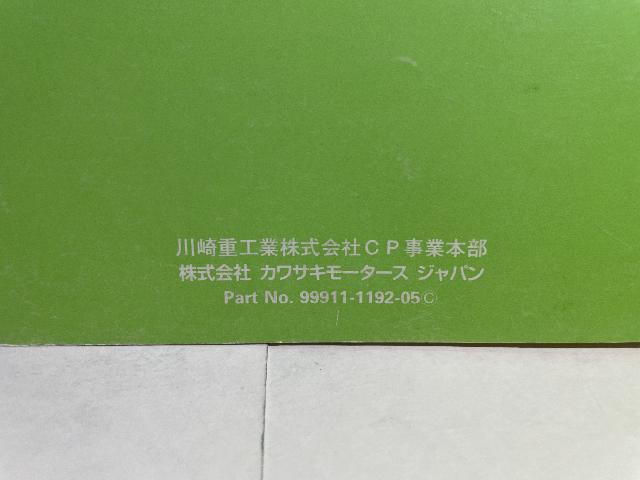 川崎重工業株式会社CP事業本部
株式会社 カワサキモータース ジャパン
Part No. 99911-1192-05©